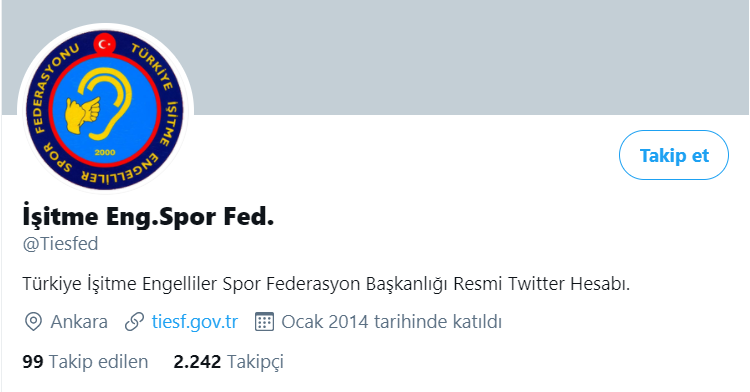 TÜRKİYE İŞİTME ENGELLİLER SPOR FEDERASYONU
2000
Takip et
İşitme Eng.Spor Fed.
@Tiesfed
Türkiye İşitme Engelliler Spor Federasyon Başkanlığı Resmi Twitter Hesabı.
Ankara tiesf.gov.tr Ocak 2014 tarihinde katıldı
99 Takip edilen 2.242 Takipçi